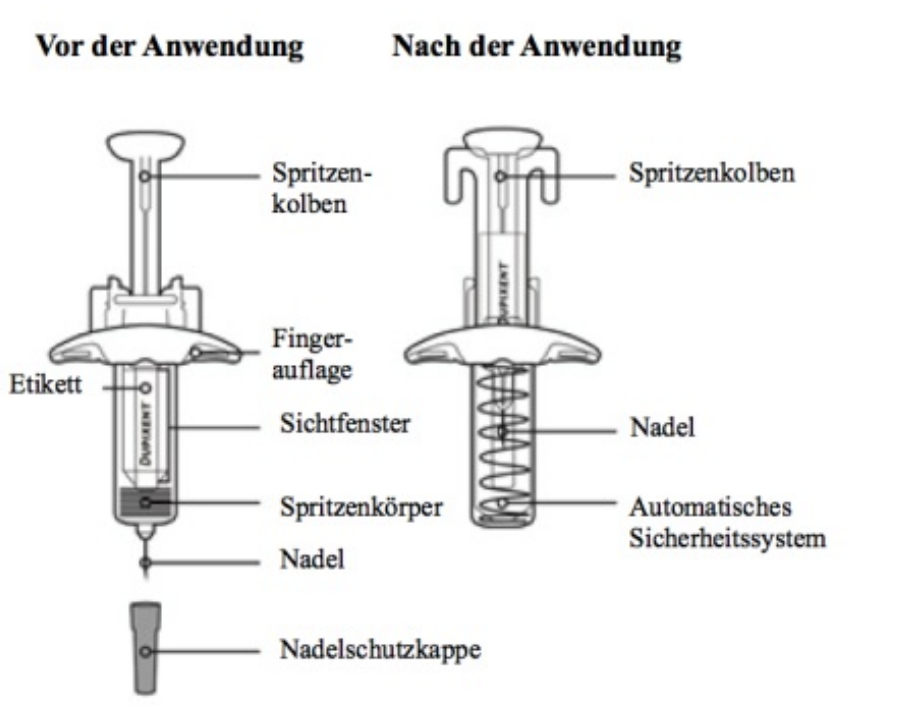 Vor der Anwendung
Nach der Anwendung
Spritzen-
kolben
Spritzenkolben
Finger-
auflage
Etikett
Sichtfenster
DUPIXENT
DUPIXENT
Nadel
Spritzenkörper
Automatisches
Sicherheitssystem
Nadel
Nadelschutzkappe